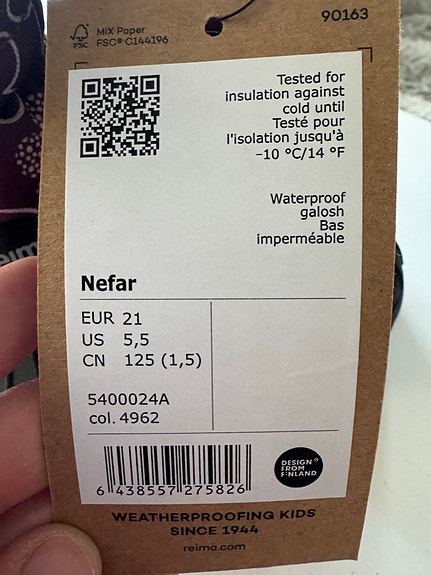 MIX Paper
FSC® C144196
FSC
90163
Tested for
insulation against
cold until
Testé pour
l'isolation jusqu'à
–10 °C/14 °F
Waterproof
galosh
Bas
imperméable
Nefar
EUR 21
US 5,5
CN 125 (1,5)
5400024A
col. 4962
6 438557 275826
DESIGN
FROM
FINLAND
WEATHERPROOFING KIDS
SINCE 1944
reima.com